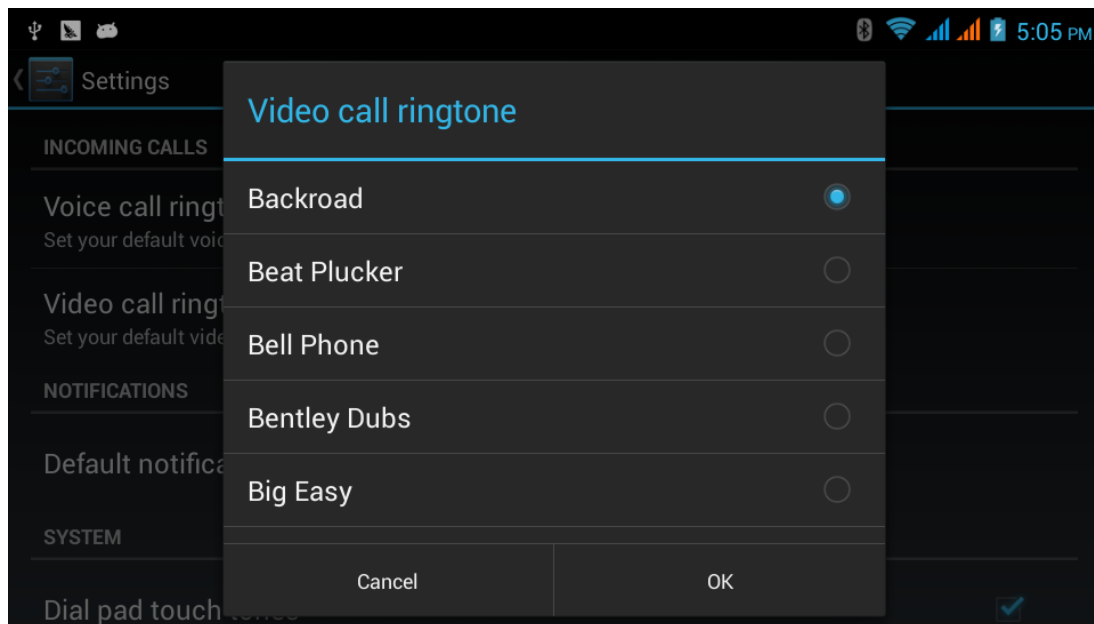 5:05 PM
Settings
Video call ringtone
INCOMING CALLS
Voice call ringt
Set your default voic
Video call ringt
Set your default vide
NOTIFICATIONS
Default notifica
SYSTEM
Dial pad touch tones
Backroad
Beat Plucker
Bell Phone
Bentley Dubs
Big Easy
Cancel
OK